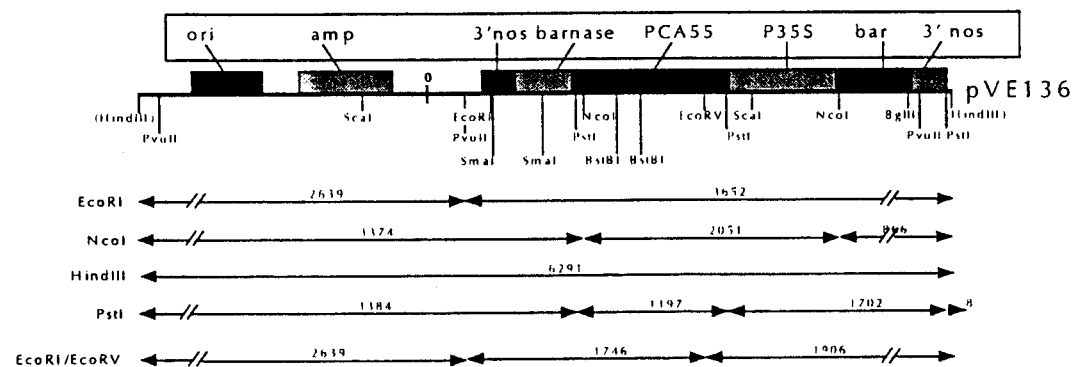 ori amp 3'nos barnase PCA55 P35S bar 3' nos
0
pVE136
(HindIII) ScaI EcoRI NcoI EcoRV ScaI NcoI BglII (HindIII)
PvuII PvuII PstI PstI PvuII PstI
SmaI SmaI BstBI BstBI
EcoRI 2639 3652
NcoI 3374 2051 866
HindIII 6291
PstI 3384 1197 1702 8
EcoRI/EcoRV 2639 1746 1906